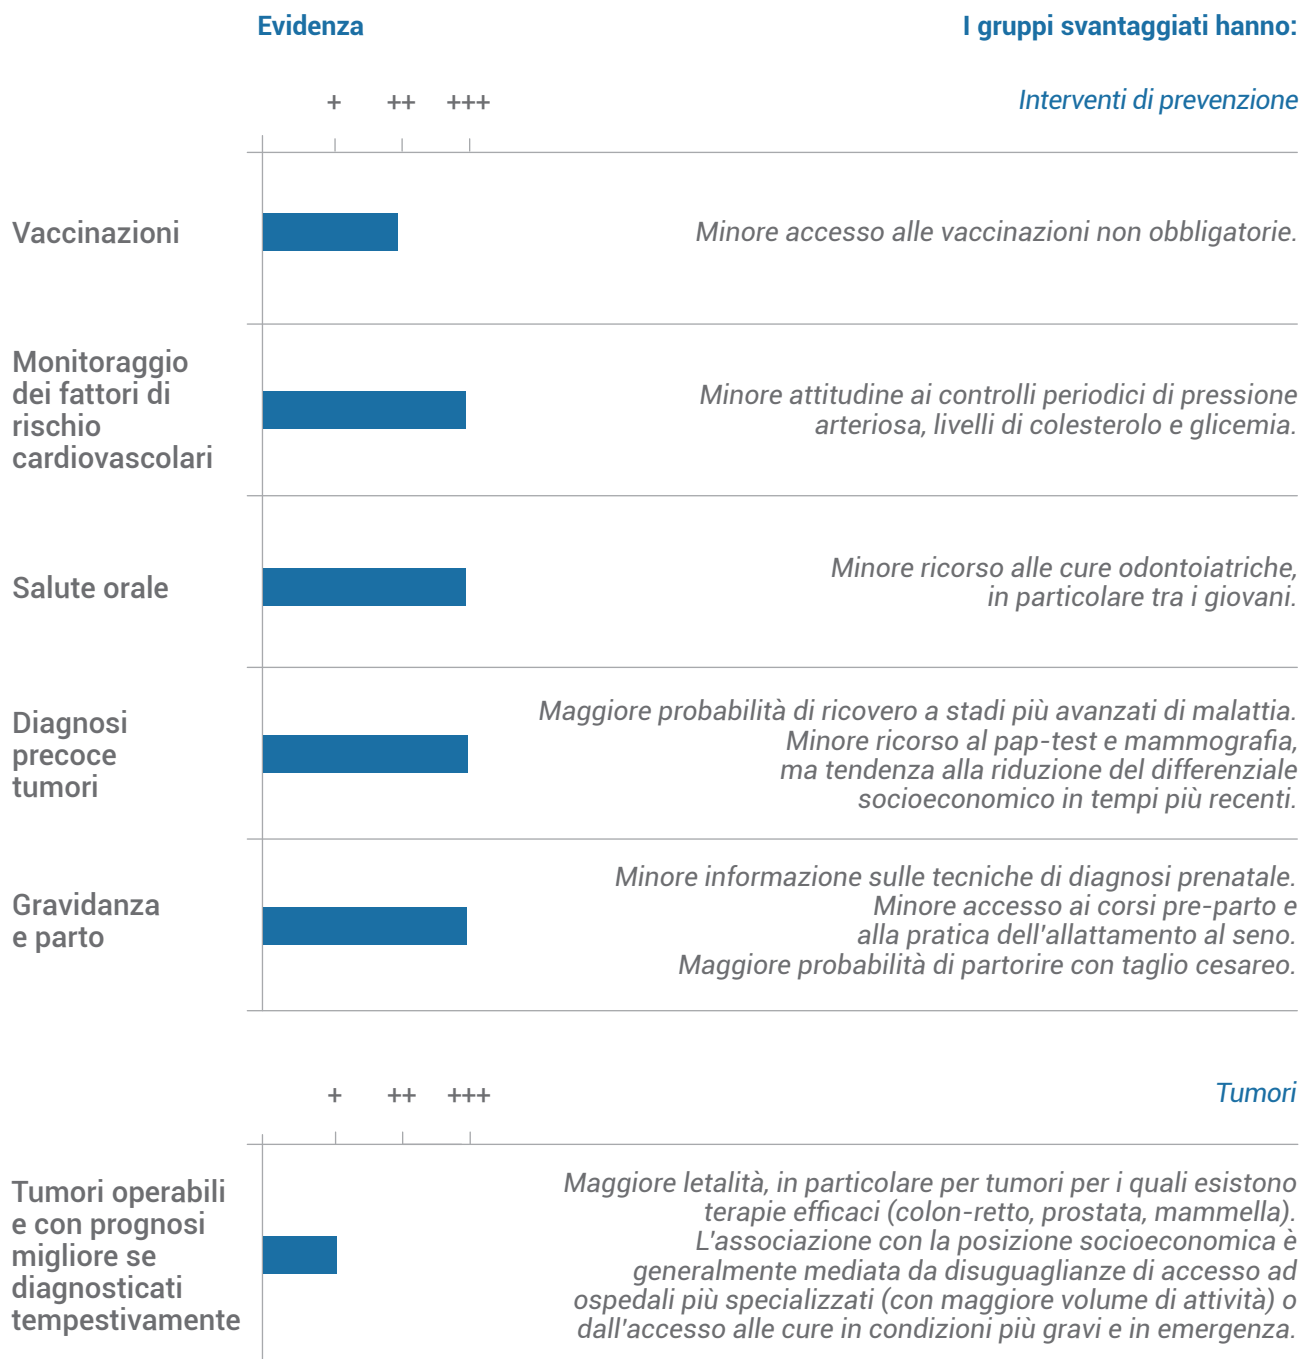 Evidenza
I gruppi svantaggiati hanno:
+ ++ +++
Interventi di prevenzione
Vaccinazioni
Minore accesso alle vaccinazioni non obbligatorie.
Monitoraggio
dei fattori di
rischio
cardiovascolari
Minore attitudine ai controlli periodici di pressione
arteriosa, livelli di colesterolo e glicemia.
Salute orale
Minore ricorso alle cure odontoiatriche,
in particolare tra i giovani.
Diagnosi
precoce
tumori
Maggiore probabilità di ricovero a stadi più avanzati di malattia.
Minore ricorso al pap-test e mammografia,
ma tendenza alla riduzione del differenziale
socioeconomico in tempi più recenti.
Gravidanza
e parto
Minore informazione sulle tecniche di diagnosi prenatale.
Minore accesso ai corsi pre-parto e
alla pratica dell'allattamento al seno.
Maggiore probabilità di partorire con taglio cesareo.
+ ++ +++
Tumori
Tumori operabili
e con prognosi
migliore se
diagnosticati
tempestivamente
Maggiore letalità, in particolare per tumori per i quali esistono
terapie efficaci (colon-retto, prostata, mammella).
L'associazione con la posizione socioeconomica è
generalmente mediata da disuguaglianze di accesso ad
ospedali più specializzati (con maggiore volume di attività) o
dall'accesso alle cure in condizioni più gravi e in emergenza.